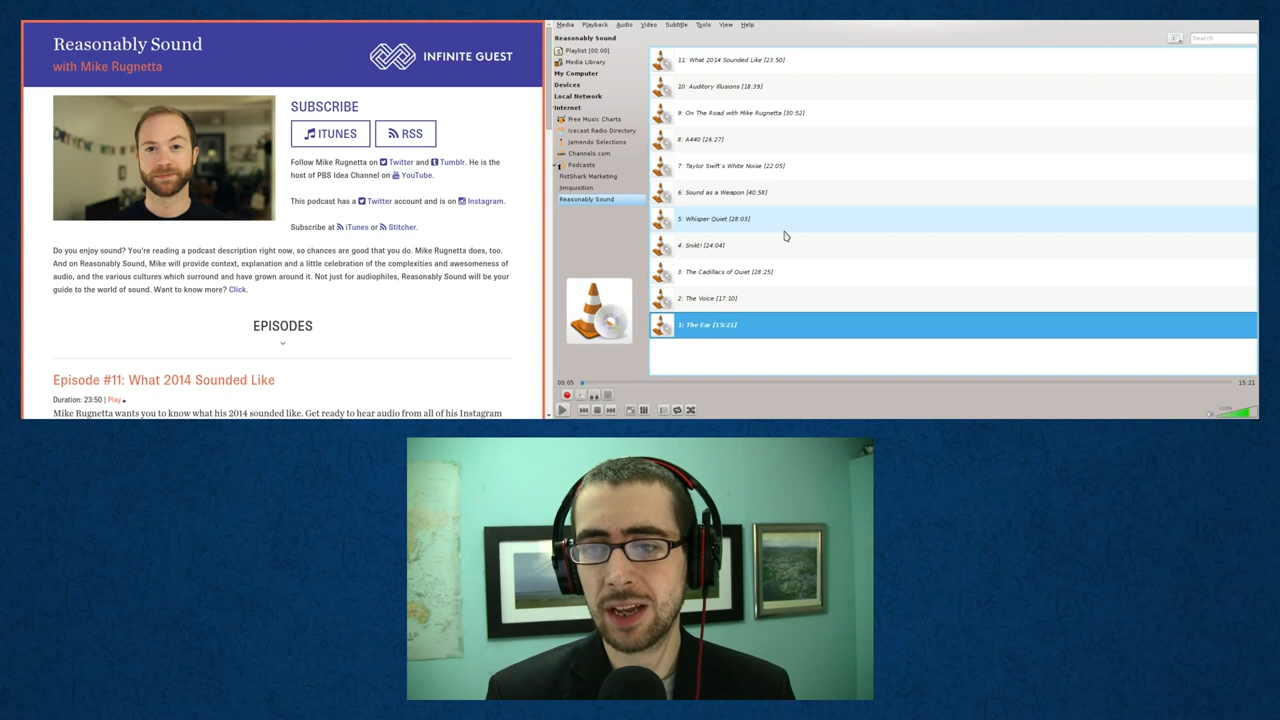 Reasonably Sound
with Mike Rugnetta
INFINITE GUEST
SUBSCRIBE
ITUNES
RSS
Follow Mike Rugnetta on Twitter and Tumblr. He is the
host of PBS Idea Channel on YouTube.
This podcast has a Twitter account and is on Instagram.
Subscribe at iTunes or Stitcher.
Do you enjoy sound? You're reading a podcast description right now, so chances are good that you do. Mike Rugnetta does, too.
And on Reasonably Sound, Mike will provide context, explanation and a little celebration of the complexities and awesomeness of
audio, and the various cultures which surround and have grown around it. Not just for audiophiles, Reasonably Sound will be your
guide to the world of sound. Want to know more? Click.
EPISODES
Episode #11: What 2014 Sounded Like
Duration: 23:50 | Play
Mike Rugnetta wants you to know what his 2014 sounded like. Get ready to hear audio from all of his Instagram
Media Playback Audio Video Subtitle Tools View Help
Reasonably Sound
Search
Playlist [00:00]
Media Library
My Computer
Devices
Local Network
Internet
Free Music Charts
Icecast Radio Directory
Jamendo Selections
Channels.com
Podcasts
FistShark Marketing
Jimquisition
Reasonably Sound
11: What 2014 Sounded Like [23:50]
10: Auditory Illusions [18:39]
9: On The Road with Mike Rugnetta [30:52]
8: A440 [26:27]
7: Taylor Swift's White Noise [22:05]
6: Sound as a Weapon [40:58]
5: Whisper Quiet [28:03]
4: Snikt! [24:04]
3: The Cadillacs of Quiet [28:25]
2: The Voice [17:10]
1: The Ear [15:21]
00:05
15:21
100%